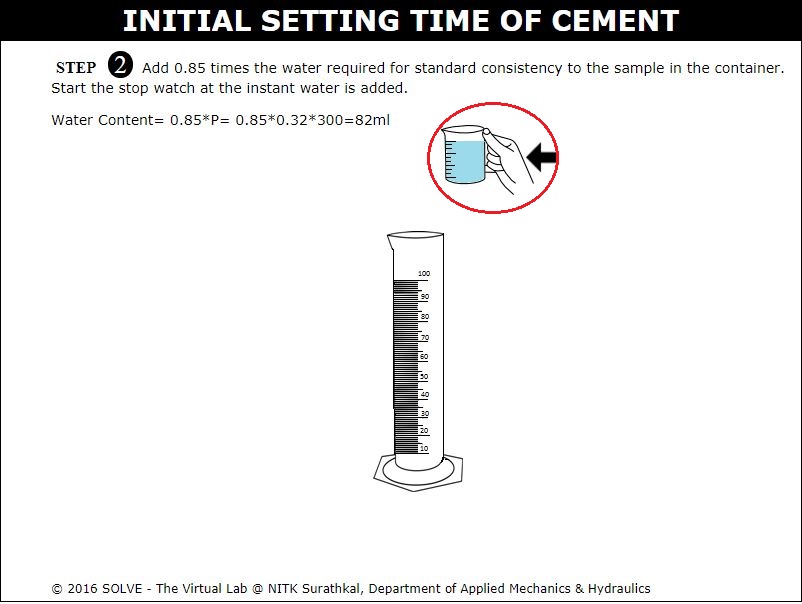 INITIAL SETTING TIME OF CEMENT
STEP 2 Add 0.85 times the water required for standard consistency to the sample in the container.
Start the stop watch at the instant water is added.
Water Content= 0.85*P= 0.85*0.32*300=82ml
100
90
80
70
60
50
40
30
20
10
© 2016 SOLVE - The Virtual Lab @ NITK Surathkal, Department of Applied Mechanics & Hydraulics